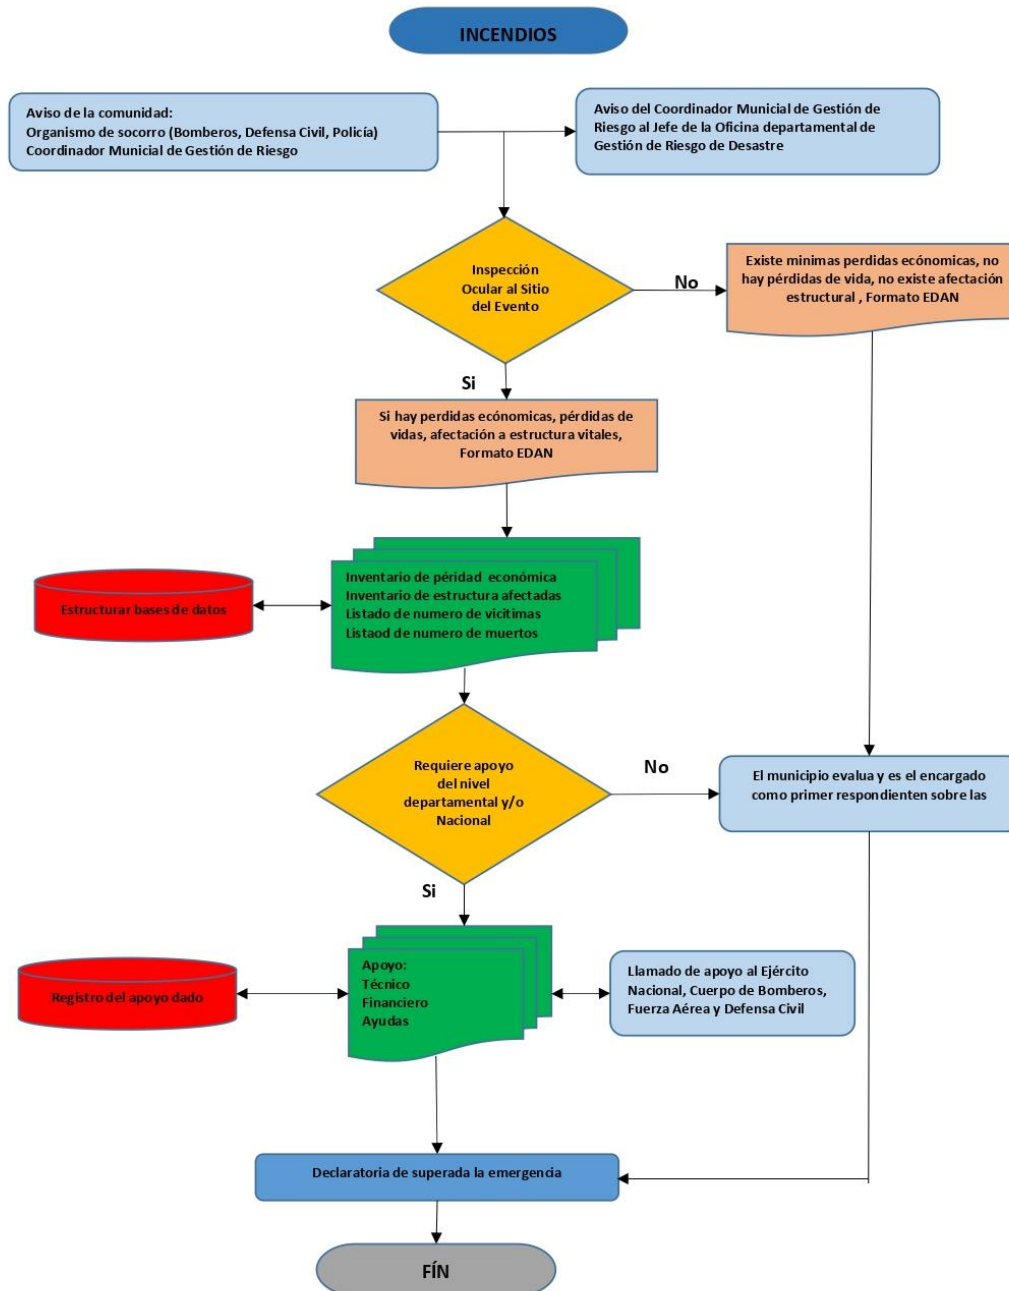 INCENDIOS
Aviso de la comunidad:
Organismo de socorro (Bomberos, Defensa Civil, Policía)
Coordinador Municial de Gestión de Riesgo
Aviso del Coordinador Municial de Gestión de
Riesgo al Jefe de la Oficina departamental de
Gestión de Riesgo de Desastre
Inspección
Ocular al Sitio
del Evento
No
Existe minimas perdidas ecónomicas, no
hay pérdidas de vida, no existe afectación
estructural , Formato EDAN
Si
Si hay perdidas ecónomicas, pérdidas de
vidas, afectación a estructura vitales,
Formato EDAN
Estructurar bases de datos
Inventario de péridad económica
Inventario de estructura afectadas
Listado de numero de vicitimas
Listaod de numero de muertos
Requiere apoyo
del nivel
departamental y/o
Nacional
No
El municipio evalua y es el encargado
como primer respondienten sobre las
Si
Registro del apoyo dado
Apoyo:
Técnico
Financiero
Ayudas
Llamado de apoyo al Ejército
Nacional, Cuerpo de Bomberos,
Fuerza Aérea y Defensa Civil
Declaratoria de superada la emergencia
FÍN